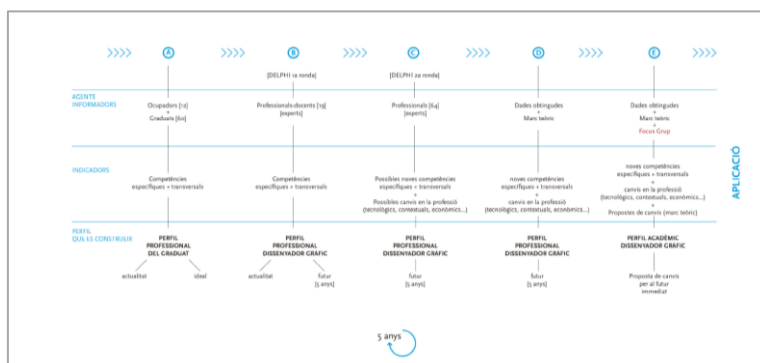 »»» A »»» B »»» C »»» D »»» E »»»
[DELPHI 1a ronda] [DELPHI 2a ronda]
AGENTS
INFORMADORS
Ocupadors [12]
+
Graduats [60]
Professionals-docents [19]
[experts]
Professionals [64]
[experts]
Dades obtingudes
+
Marc teòric
Dades obtingudes
+
Marc teòric
+
Focus Grup
INDICADORS
Competències
específiques + transversals
Competències
específiques + transversals
Possibles noves competències
específiques + transversals
+
Possibles canvis en la professió
(tecnològics, contextuals, econòmics...)
noves competències
específiques + transversals
+
canvis en la professió
(tecnològics, contextuals, econòmics...)
noves competències
específiques + transversals
+
canvis en la professió
(tecnològics, contextuals, econòmics...)
+
Propostes de canvis (marc teòric)
PERFIL
QUE ES CONSTRUEIX
PERFIL
PROFESSIONAL
DEL GRADUAT
actualitat ideal
PERFIL
PROFESSIONAL
DISSENYADOR GRÀFIC
actualitat futur
[5 anys]
PERFIL
PROFESSIONAL
DISSENYADOR GRÀFIC
futur
[5 anys]
PERFIL
PROFESSIONAL
DISSENYADOR GRÀFIC
futur
[5 anys]
PERFIL ACADÈMIC
DISSENYADOR GRÀFIC
Proposta de canvis
per al futur
immediat
APLICACIÓ
5 anys